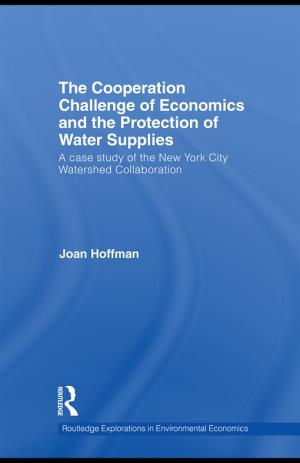 The Cooperation
Challenge of Economics
and the Protection of
Water Supplies
A case study of the New York City
Watershed Collaboration
Joan Hoffman
ROUTLEDGE
Routledge Explorations in Environmental Economics